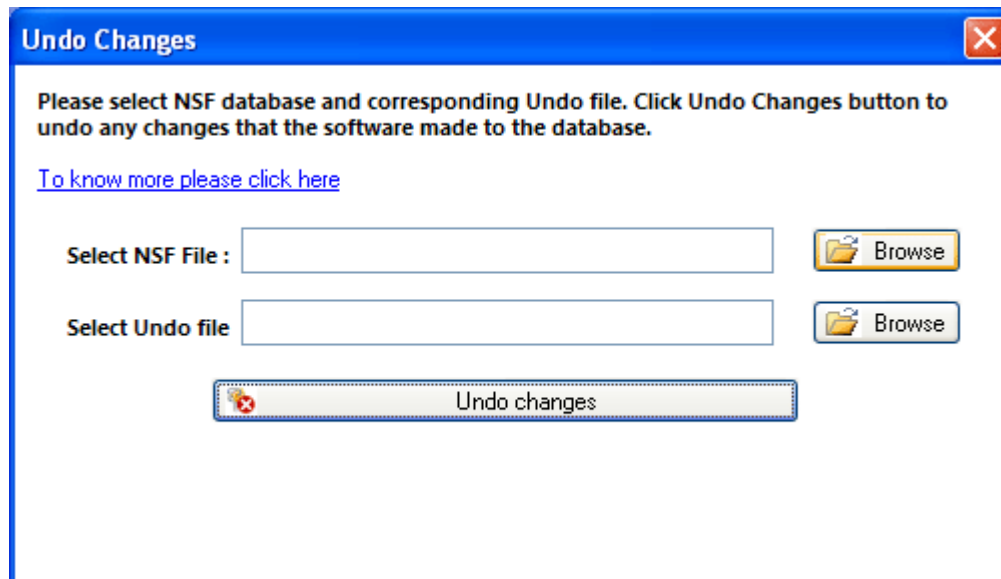 Undo Changes
Please select NSF database and corresponding Undo file. Click Undo Changes button to
undo any changes that the software made to the database.
To know more please click here
Select NSF File :
Browse
Select Undo file
Browse
Undo changes